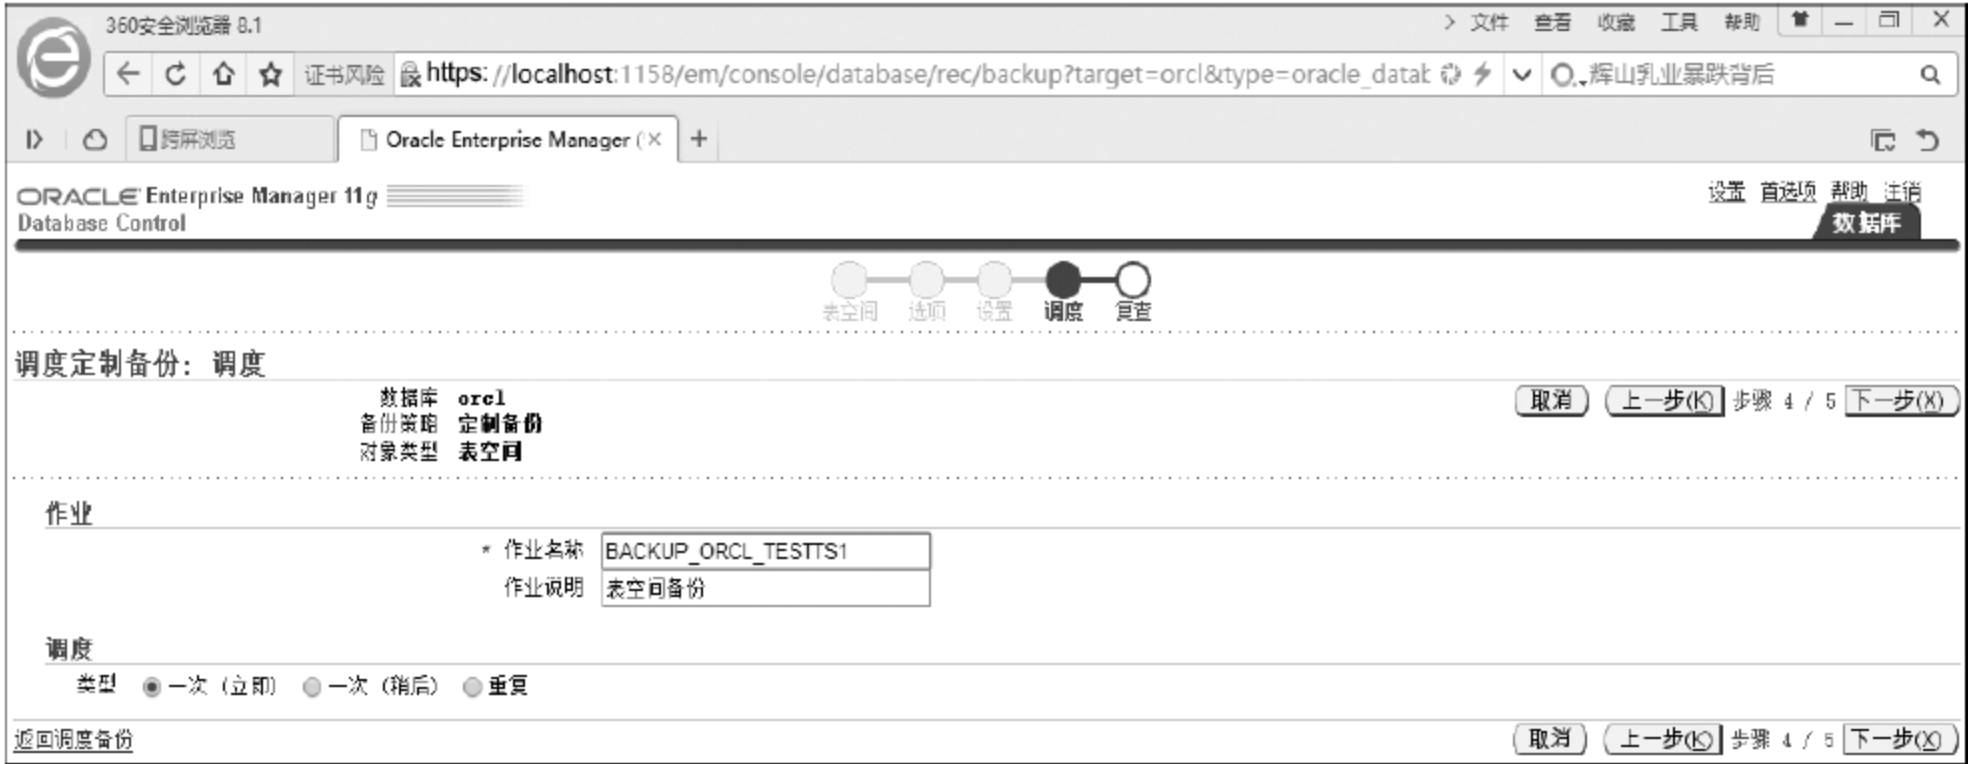 360安全浏览器 8.1 > 文件 查看 收藏 工具 帮助
证书风险 https://localhost:1158/em/console/database/rec/backup?target=orcl&type=oracle_datab 辉山乳业暴跌背后
跨屏浏览 Oracle Enterprise Manager (
ORACLE Enterprise Manager 11g 设置 首选项 帮助 注销
Database Control 数据库
表空间 选项 设置 调度 复查
调度定制备份: 调度
数据库 orcl 取消 上一步(K) 步骤 4 / 5 下一步(X)
备份策略 定制备份
对象类型 表空间
作业
* 作业名称 BACKUP_ORCL_TESTTS1
作业说明 表空间备份
调度
类型 一次 (立即) 一次 (稍后) 重复
返回调度备份 取消 上一步(K) 步骤 4 / 5 下一步(X)